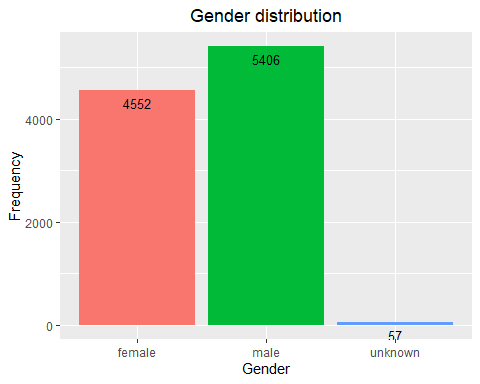 Gender distribution
5406
4552
57
4000
2000
0
Frequency
female male unknown
Gender